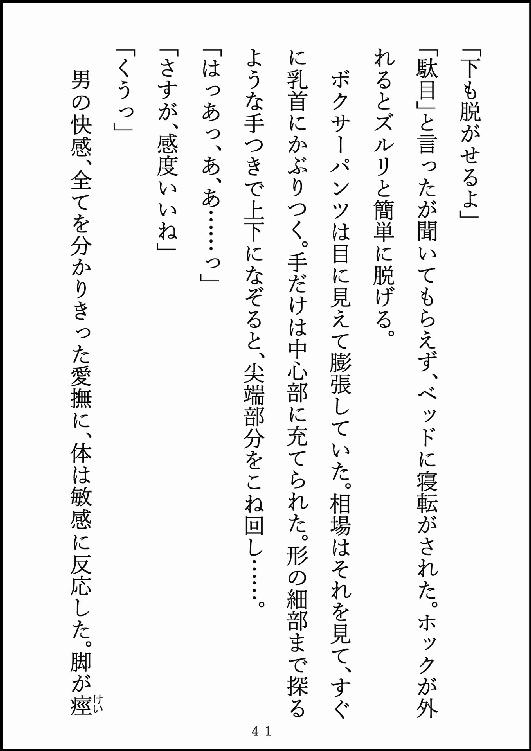 「下も脱がせるよ」
「駄目」と言ったが聞いてもらえず、ベッドに寝転がされた。ホックが外
れるとズルリと簡単に脱げる。
ボクサーパンツは目に見えて膨張していた。相場はそれを見て、すぐ
に乳首にかぶりつく。手だけは中心部に充てられた。形の細部まで探る
ような手つきで上下になぞると、尖端部分をこね回し……。
「はっあっ、あ、あ……っ」
「さすが、感度いいね」
「くうっ」
男の快感、全てを分かりきった愛撫に、体は敏感に反応した。脚が痙
けい
41